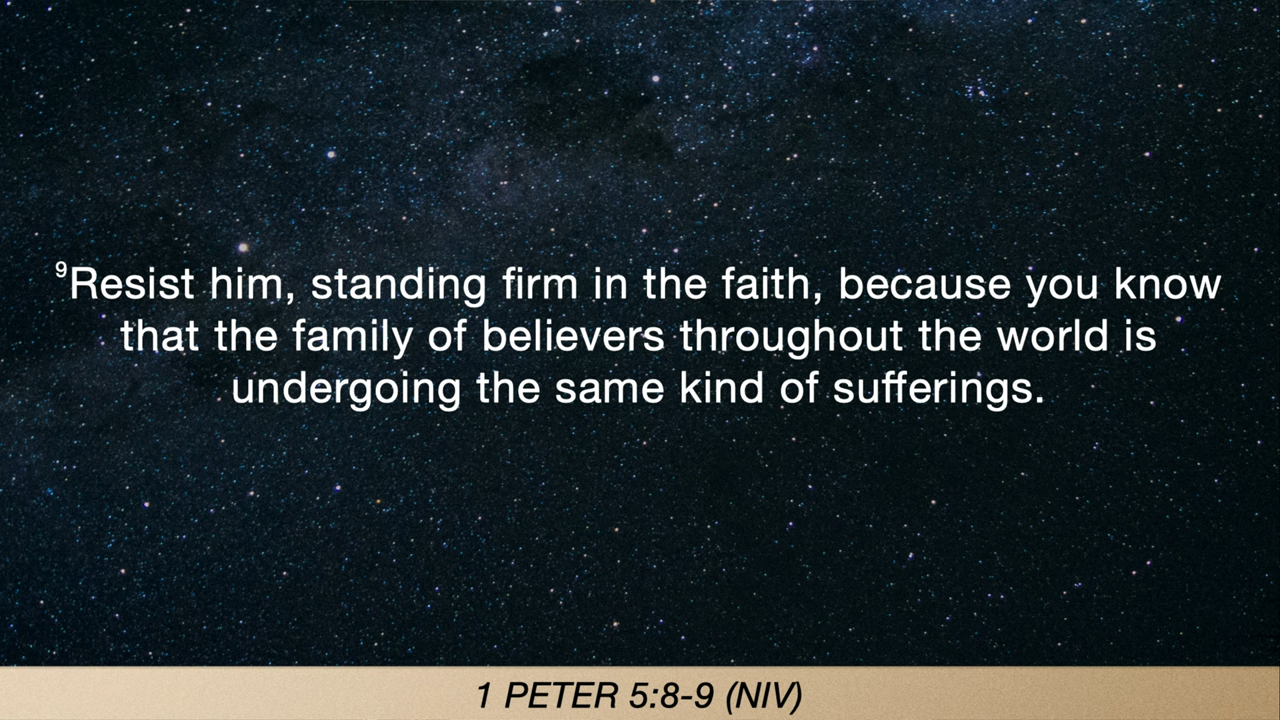 ⁹Resist him, standing firm in the faith, because you know
that the family of believers throughout the world is
undergoing the same kind of sufferings.
1 PETER 5:8-9 (NIV)